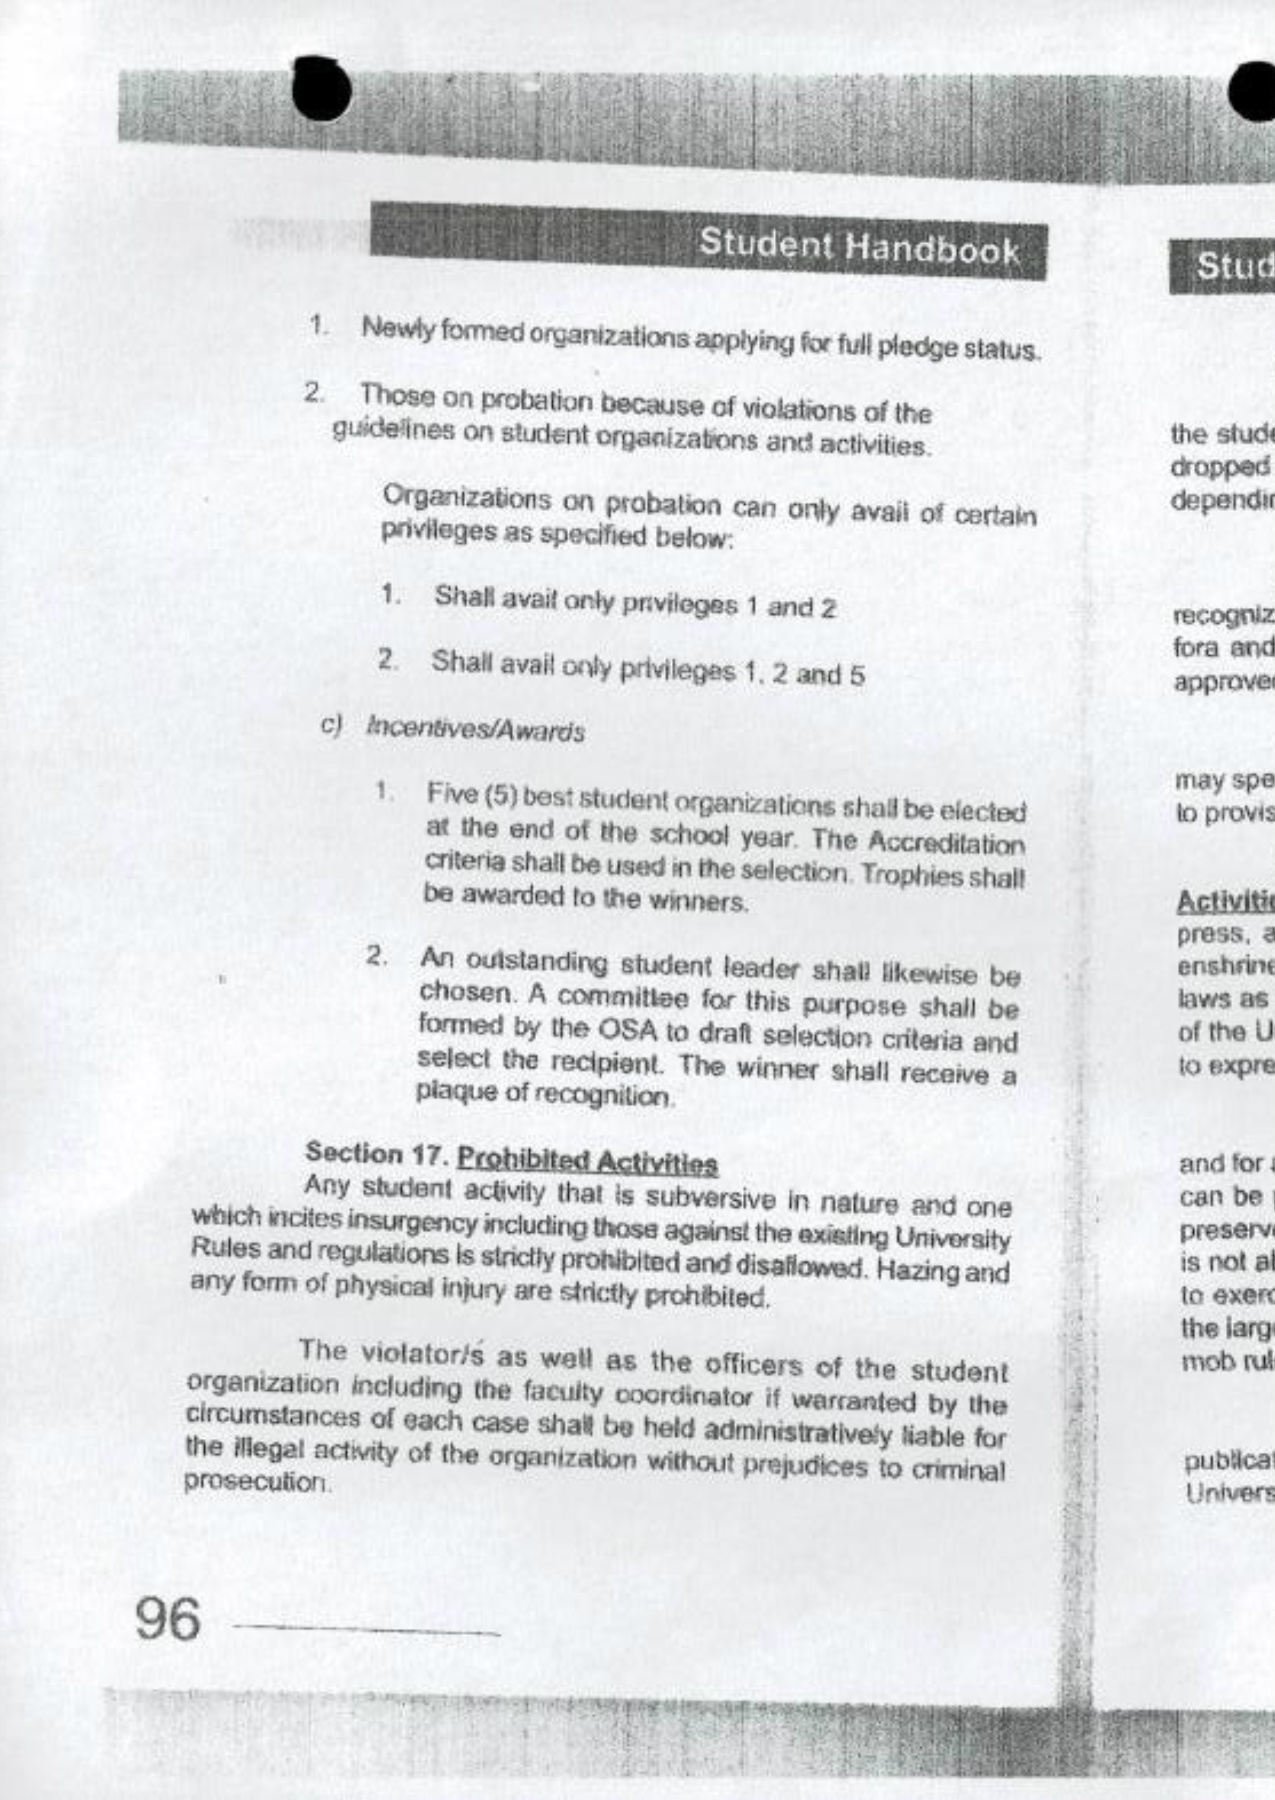 Student Handbook
1. Newly formed organizations applying for full pledge status.
2. Those on probation because of violations of the
guidelines on student organizations and activities.
Organizations on probation can only avail of certain
privileges as specified below:
1. Shall avail only privileges 1 and 2
2. Shall avail only privileges 1, 2 and 5
c) Incentives/Awards
1. Five (5) best student organizations shall be elected
at the end of the school year. The Accreditation
criteria shall be used in the selection. Trophies shall
be awarded to the winners.
2. An outstanding student leader shall likewise be
chosen. A committee for this purpose shall be
formed by the OSA to draft selection criteria and
select the recipient. The winner shall receive a
plaque of recognition.
Section 17. Prohibited Activities
Any student activity that is subversive in nature and one
which incites insurgency including those against the existing University
Rules and regulations is strictly prohibited and disallowed. Hazing and
any form of physical injury are strictly prohibited.
The violator/s as well as the officers of the student
organization including the faculty coordinator if warranted by the
circumstances of each case shall be held administratively liable for
the illegal activity of the organization without prejudices to criminal
prosecution.
96
Stud
the stude
dropped
dependin
recogniz
fora and
approve
may spe
to provis
Activitie
press, a
enshrine
laws as
of the U
to expre
and for
can be
preserv
is not al
to exerc
the larg
mob rul
publicat
Univers